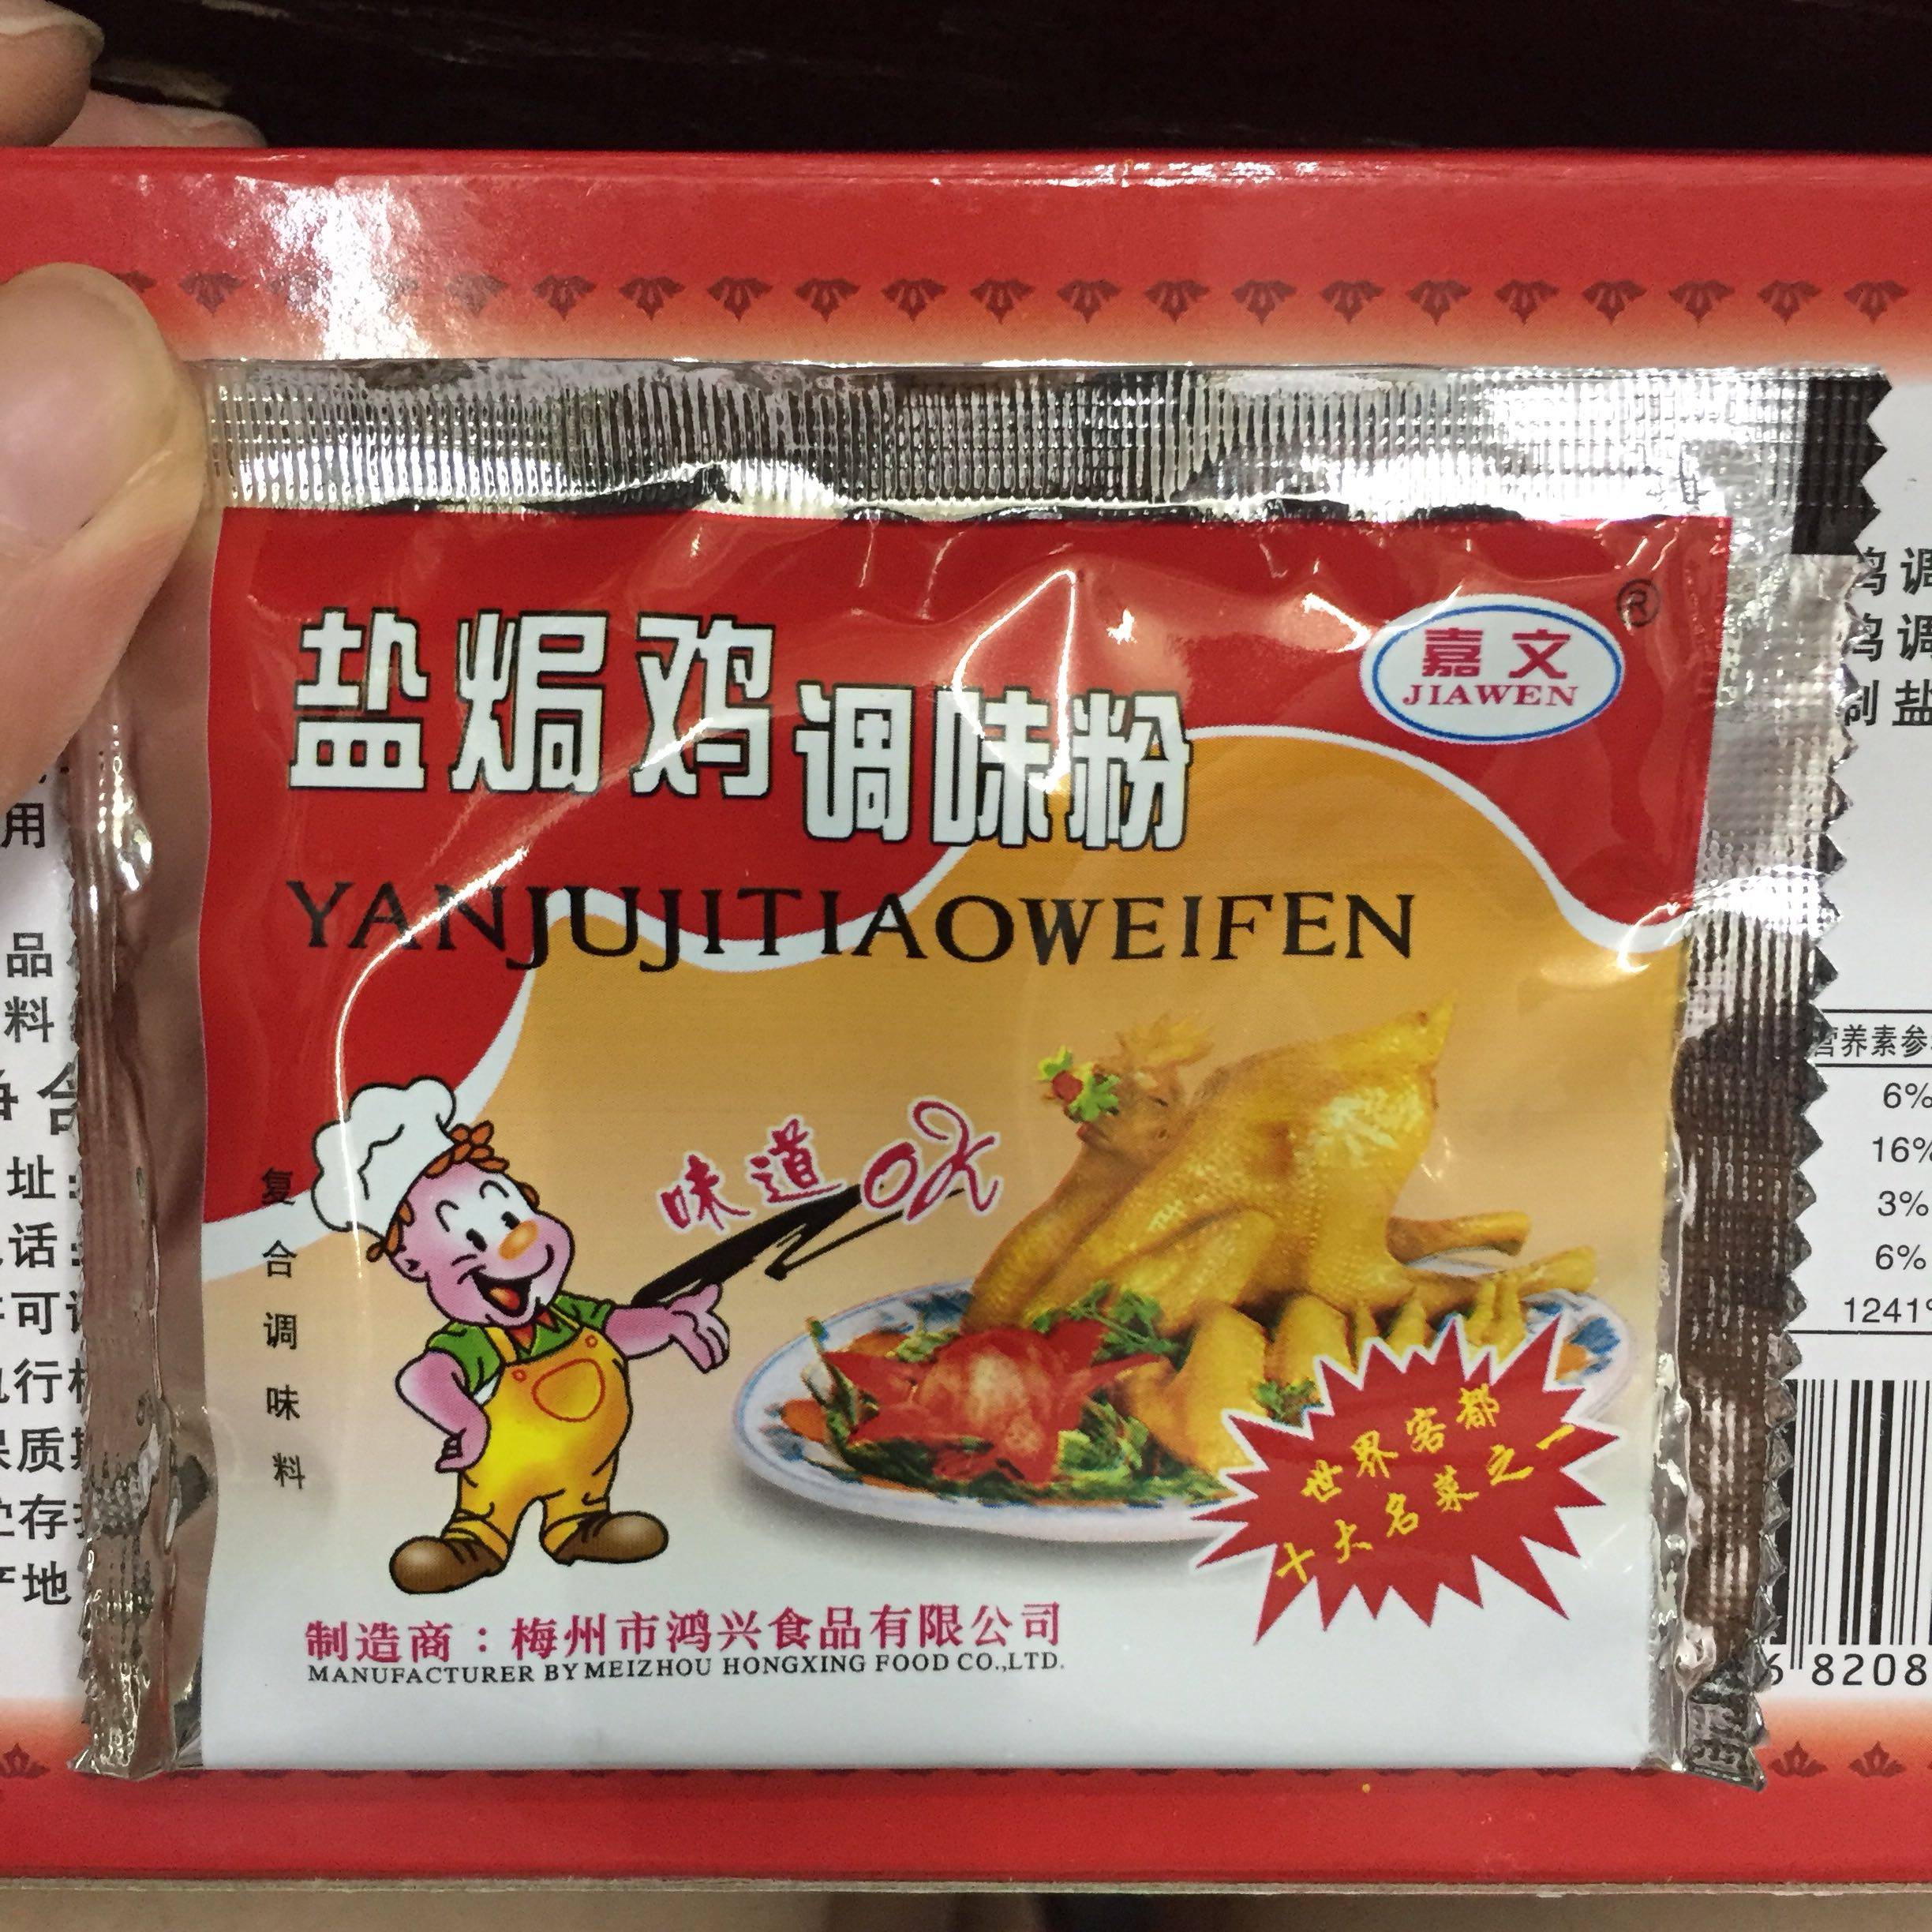 盐焗鸡调味粉
嘉文
JIAWEN
®
YANJUJITIAOWEIFEN
味道OK
复合调味料
世界客都
十大名菜之一
制造商：梅州市鸿兴食品有限公司
MANUFACTURER BY MEIZHOU HONGXING FOOD CO.,LTD.
用
品
料
址：
话：
可
行
质
存
地
调
调
制盐
营养素参
6%
16%
3%
6%
1241%
6 8208